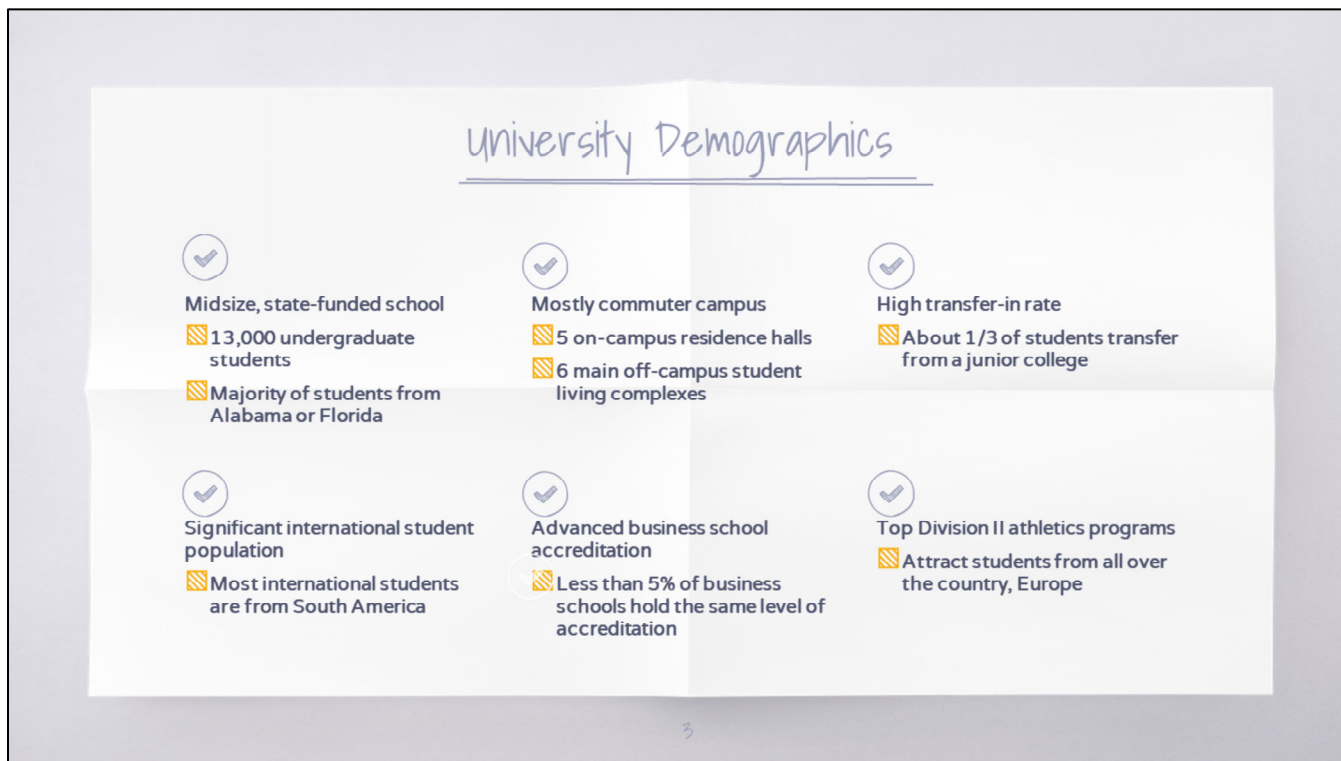 University Demographics
Midsize, state-funded school
13,000 undergraduate
students
Majority of students from
Alabama or Florida
Mostly commuter campus
5 on-campus residence halls
6 main off-campus student
living complexes
High transfer-in rate
About 1/3 of students transfer
from a junior college
Significant international student
population
Most international students
are from South America
Advanced business school
accreditation
Less than 5% of business
schools hold the same level of
accreditation
Top Division II athletics programs
Attract students from all over
the country, Europe
3